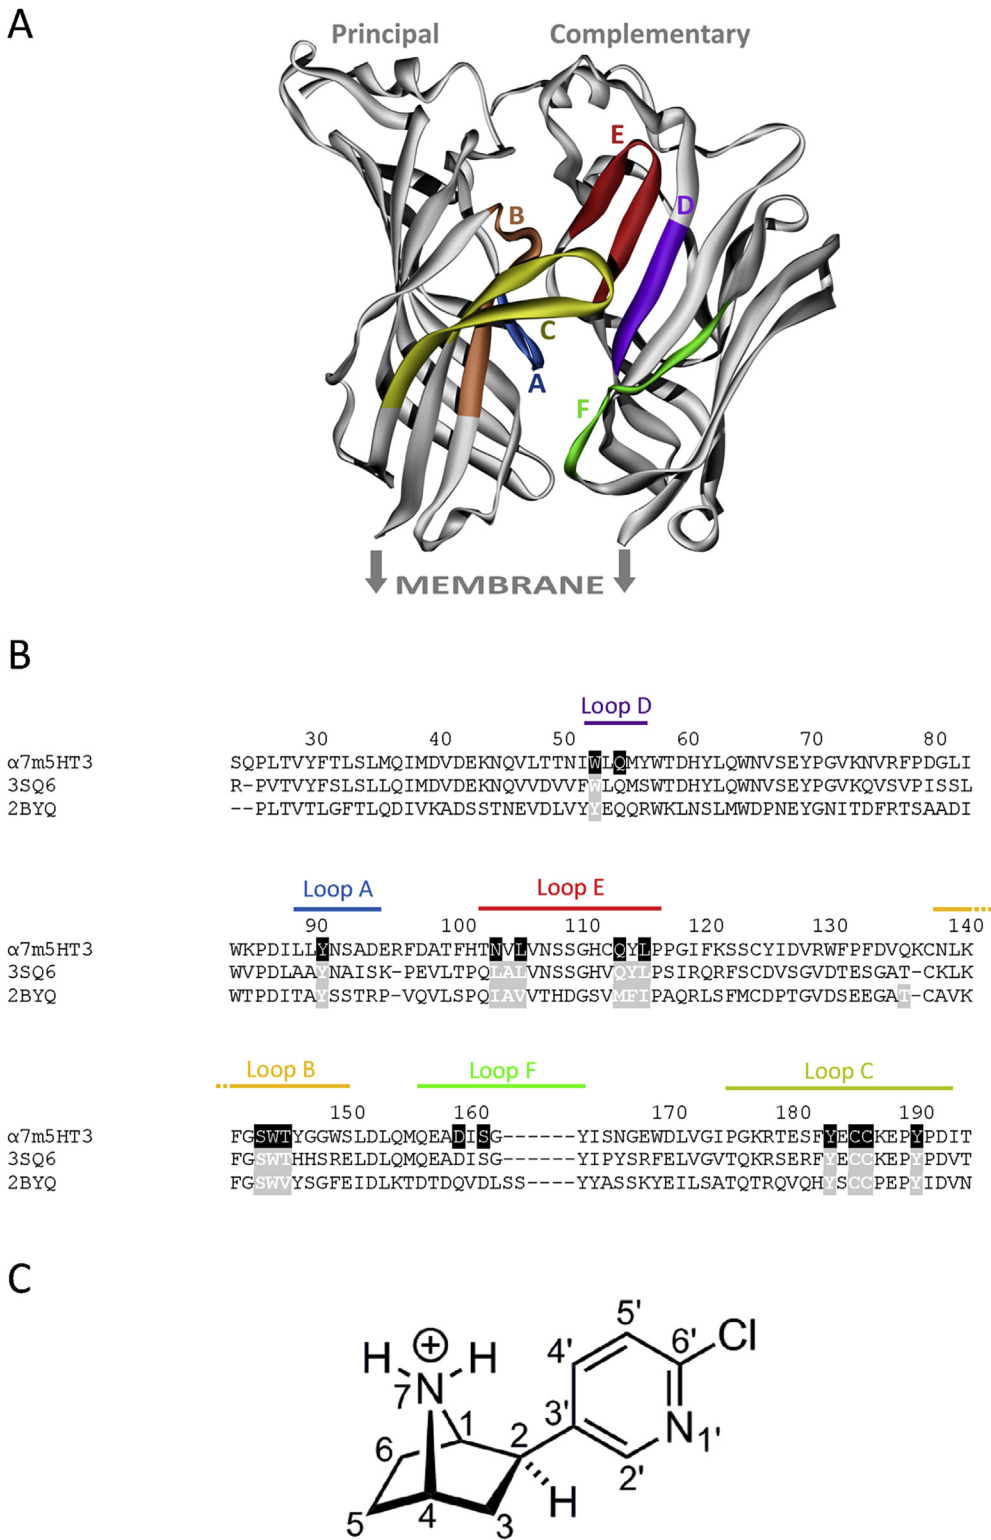 A
Principal Complementary
E
D
B
C
A
F
MEMBRANE
B
Loop D
30 40 50 60 70 80
α7m5HT3 SQPLTVYFTLSLMQIMDVDEKNQVLTTNIWLQMYWTDHYLQWNVSEYPGVKNVRFPDGLI
3SQ6 R-PVTVYFSLSLLQIMDVDEKNQVVDVVFWLQMSWTDHYLQWNVSEYPGVKQVSVPISSL
2BYQ --PLTVTLGFTLQDIVKADSSTNEVDLVYYEQQRWKLNSLMWDPNEYGNITDFRTSAADI
Loop A Loop E
90 100 110 120 130 140
α7m5HT3 WKPDILLYNSADERFDATFHTNVLVNSSGHCQYLPPGIFKSSCYIDVRWFPFDVQKCNLK
3SQ6 WVPDLAAYNAISK-PEVLTPQLALVNSSGHVQYLPSIRQRFSCDVSGVDTESGAT-CKLK
2BYQ WTPDITAYSSTRP-VQVLSPQIAVVTHDGSVMFIPAQRLSFMCDPTGVDSEEGAT-CAVK
Loop B Loop F Loop C
150 160 170 180 190
α7m5HT3 FGSWTYGGWSLDLQMQEADISG------YISNGEWDLVGIPGKRTESFYECCKEPYPDIT
3SQ6 FGSWTHHSRELDLQMQEADISG------YIPYSRFELVGVTQKRSERFYECCKEPYPDVT
2BYQ FGSWVYSGFEIDLKTDTDQVDLSS----YYASSKYEILSATQTRQVQHYSCCPEPYIDVN
C
H + H
N
7
1
2
3
4
5
6
1'
2'
3'
4'
5'
6'
Cl
N
H